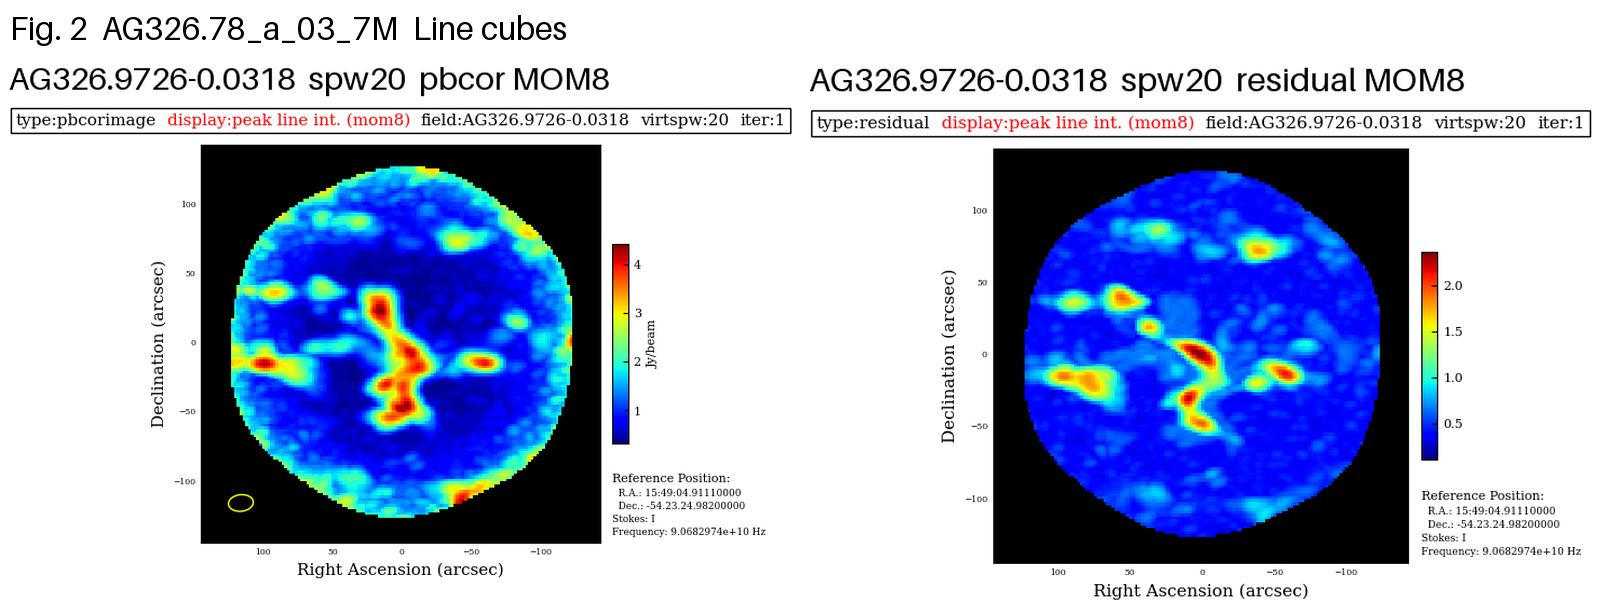 Fig. 2 AG326.78_a_03_7M Line cubes
AG326.9726-0.0318 spw20 pbcor MOM8
type:pbcorimage display:peak line int. (mom8) field:AG326.9726-0.0318 virtspw:20 iter:1
Declination (arcsec)
100
50
0
−50
−100
100
50
0
−50
−100
Right Ascension (arcsec)
4
3
2
1
Jy/beam
Reference Position:
R.A.: 15:49:04.91110000
Dec.: -54.23.24.98200000
Stokes: I
Frequency: 9.0682974e+10 Hz
AG326.9726-0.0318 spw20 residual MOM8
type:residual display:peak line int. (mom8) field:AG326.9726-0.0318 virtspw:20 iter:1
Declination (arcsec)
100
50
0
−50
−100
100
50
0
−50
−100
Right Ascension (arcsec)
2.0
1.5
1.0
0.5
Reference Position:
R.A.: 15:49:04.91110000
Dec.: -54.23.24.98200000
Stokes: I
Frequency: 9.0682974e+10 Hz